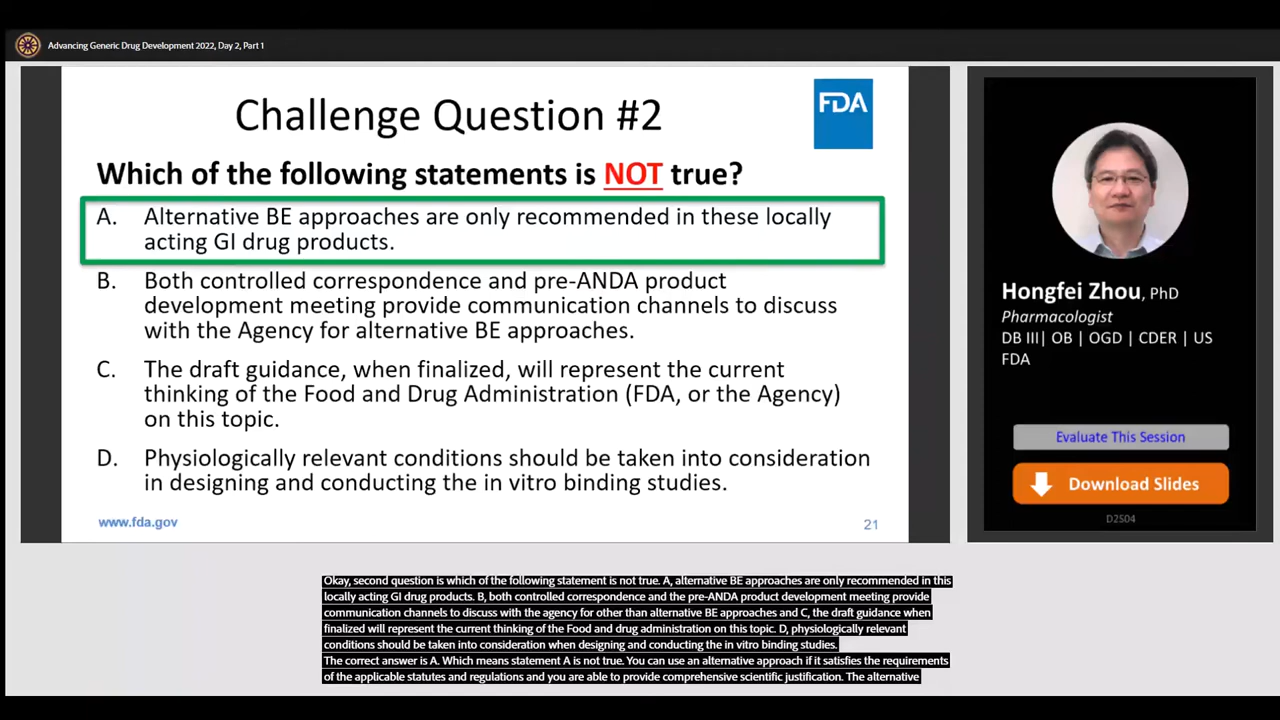 Advancing Generic Drug Development 2022, Day 2, Part 1
Challenge Question #2
FDA
Which of the following statements is NOT true?
A. Alternative BE approaches are only recommended in these locally
acting GI drug products.
B. Both controlled correspondence and pre-ANDA product
development meeting provide communication channels to discuss
with the Agency for alternative BE approaches.
C. The draft guidance, when finalized, will represent the current
thinking of the Food and Drug Administration (FDA, or the Agency)
on this topic.
D. Physiologically relevant conditions should be taken into consideration
in designing and conducting the in vitro binding studies.
www.fda.gov
21
Hongfei Zhou, PhD
Pharmacologist
DB III| OB | OGD | CDER | US
FDA
Evaluate This Session
Download Slides
D2S04
Okay, second question is which of the following statement is not true. A, alternative BE approaches are only recommended in this
locally acting GI drug products. B, both controlled correspondence and the pre-ANDA product development meeting provide
communication channels to discuss with the agency for other than alternative BE approaches and C, the draft guidance when
finalized will represent the current thinking of the Food and drug administration on this topic. D, physiologically relevant
conditions should be taken into consideration when designing and conducting the in vitro binding studies.
The correct answer is A. Which means statement A is not true. You can use an alternative approach if it satisfies the requirements
of the applicable statutes and regulations and you are able to provide comprehensive scientific justification. The alternative